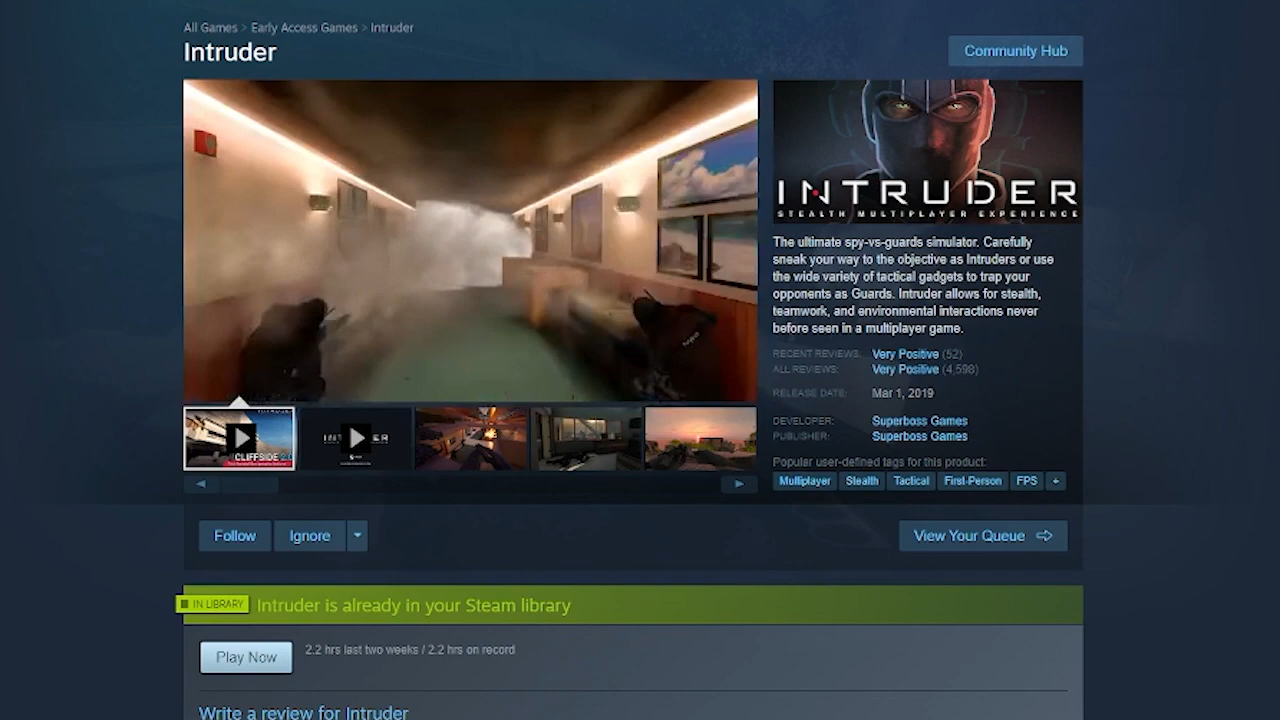 All Games > Early Access Games > Intruder
Intruder
Community Hub
INTRUDER
STEALTH MULTIPLAYER EXPERIENCE
The ultimate spy-vs-guards simulator. Carefully
sneak your way to the objective as Intruders or use
the wide variety of tactical gadgets to trap your
opponents as Guards. Intruder allows for stealth,
teamwork, and environmental interactions never
before seen in a multiplayer game.
RECENT REVIEWS: Very Positive (52)
ALL REVIEWS: Very Positive (4,598)
RELEASE DATE: Mar 1, 2019
DEVELOPER: Superboss Games
PUBLISHER: Superboss Games
Popular user-defined tags for this product:
Multiplayer Stealth Tactical First-Person FPS +
CLIFFSIDE
Follow Ignore View Your Queue
IN LIBRARY Intruder is already in your Steam library
Play Now 2.2 hrs last two weeks / 2.2 hrs on record
Write a review for Intruder